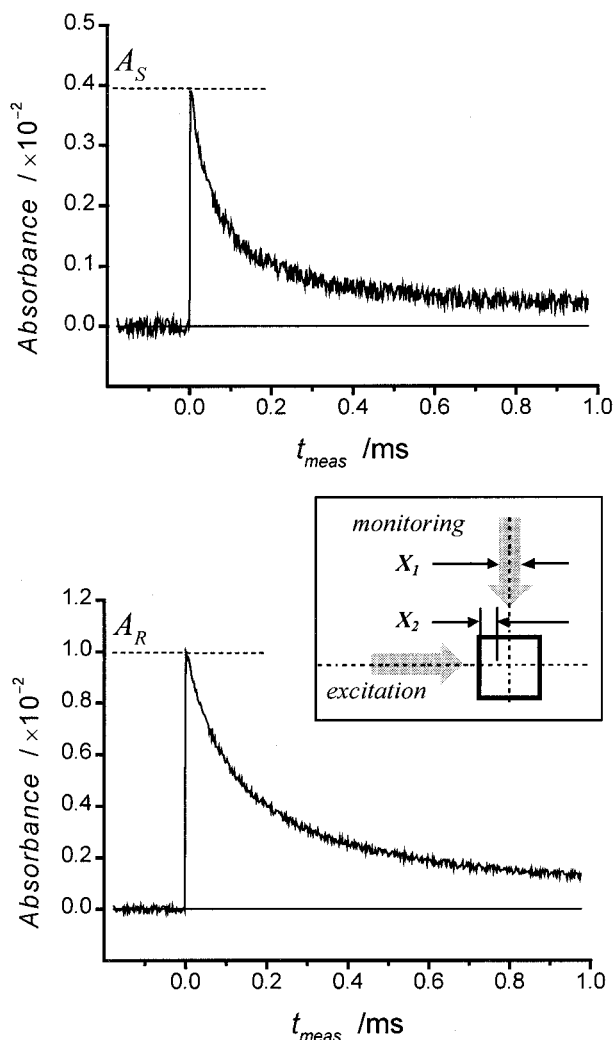 0.5
A_S
0.4
0.3
0.2
0.1
0.0
Absorbance / ×10⁻²
0.0 0.2 0.4 0.6 0.8 1.0
t_meas /ms
monitoring
X₁
X₂
excitation
1.2
A_R
1.0
0.8
0.6
0.4
0.2
0.0
Absorbance / ×10⁻²
0.0 0.2 0.4 0.6 0.8 1.0
t_meas /ms